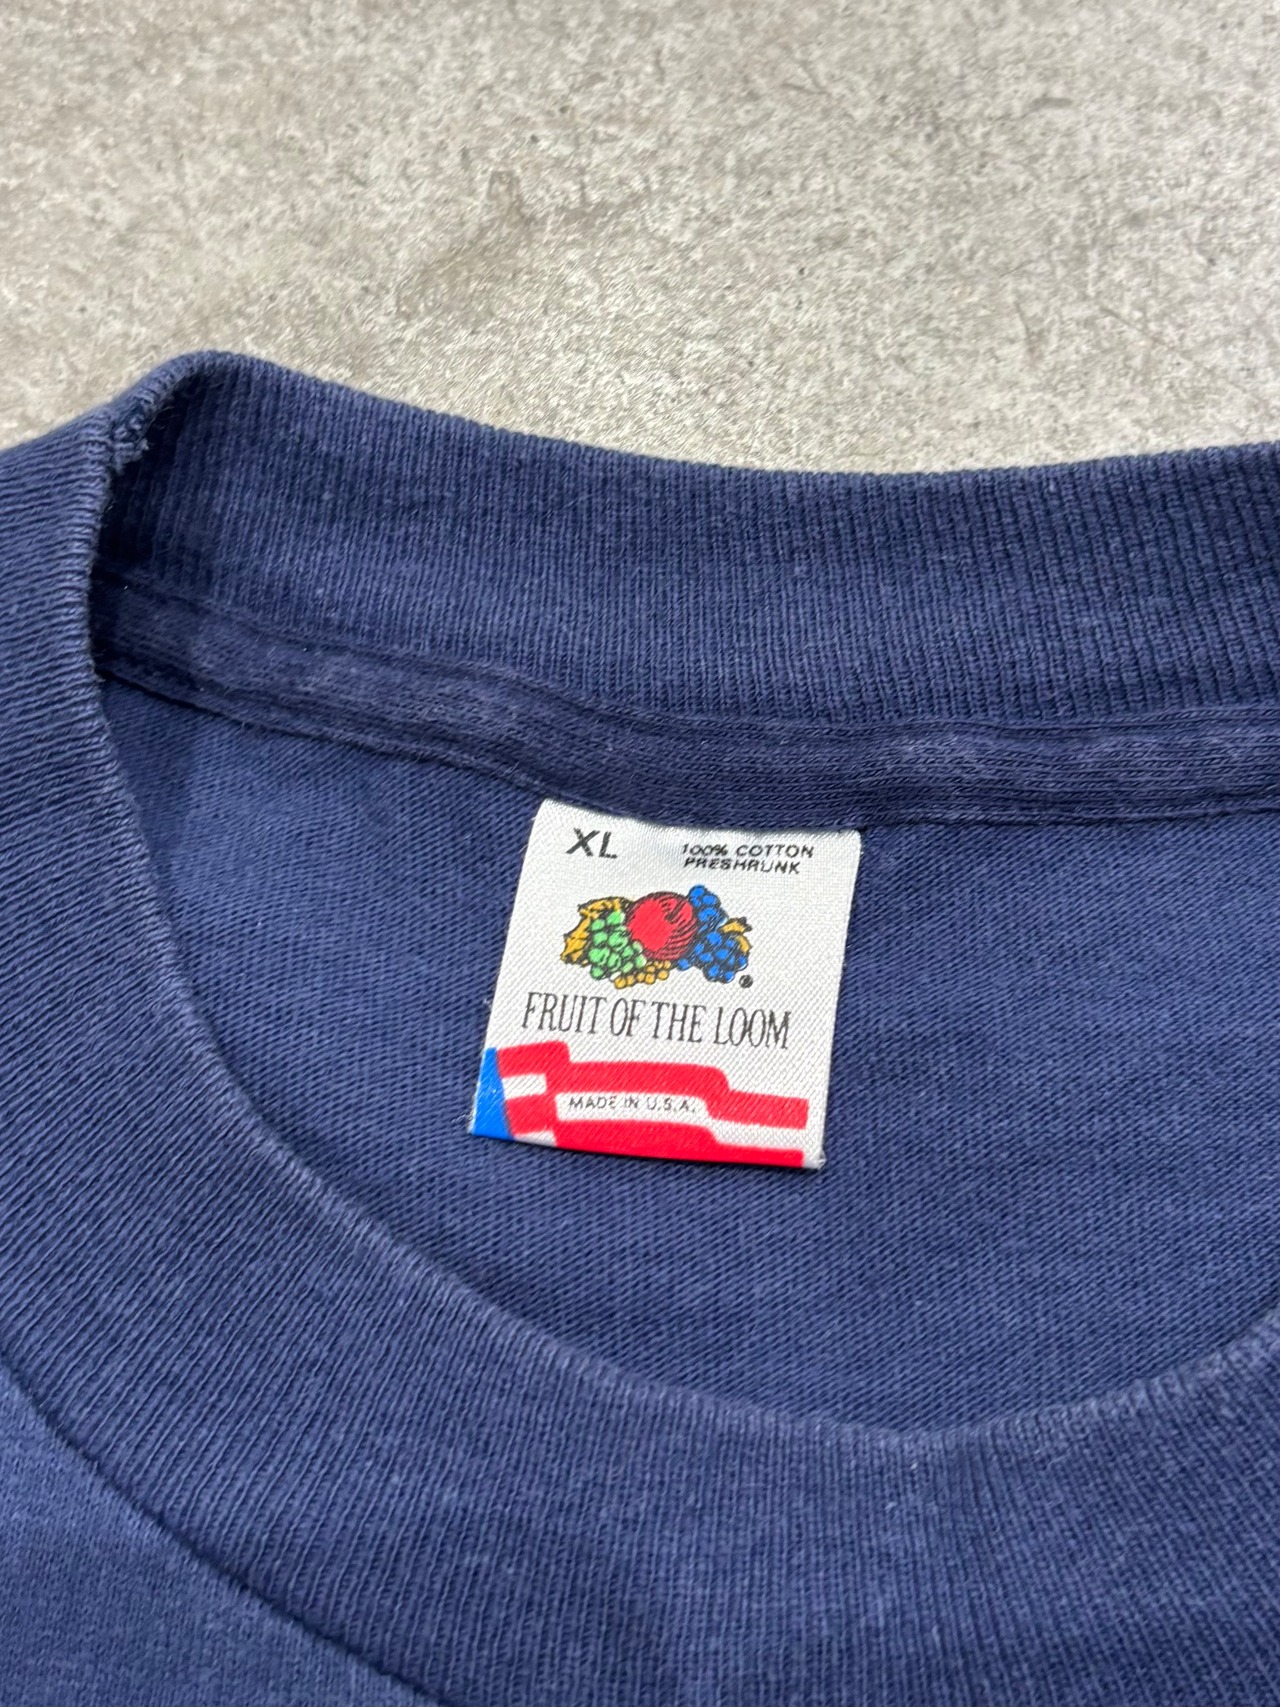 XL
100% COTTON
PRESHRUNK
®
FRUIT OF THE LOOM
MADE IN U.S.A.